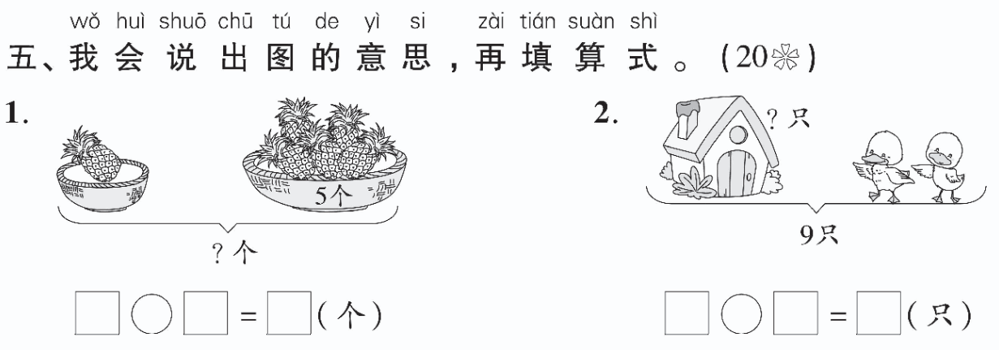 wǒ huì shuō chū tú de yì si zài tián suàn shì
五、我会说出图的意思,再填算式。(20)
1.
5个
?个
□○□=□(个)
2.
?只
9只
□○□=□(只)